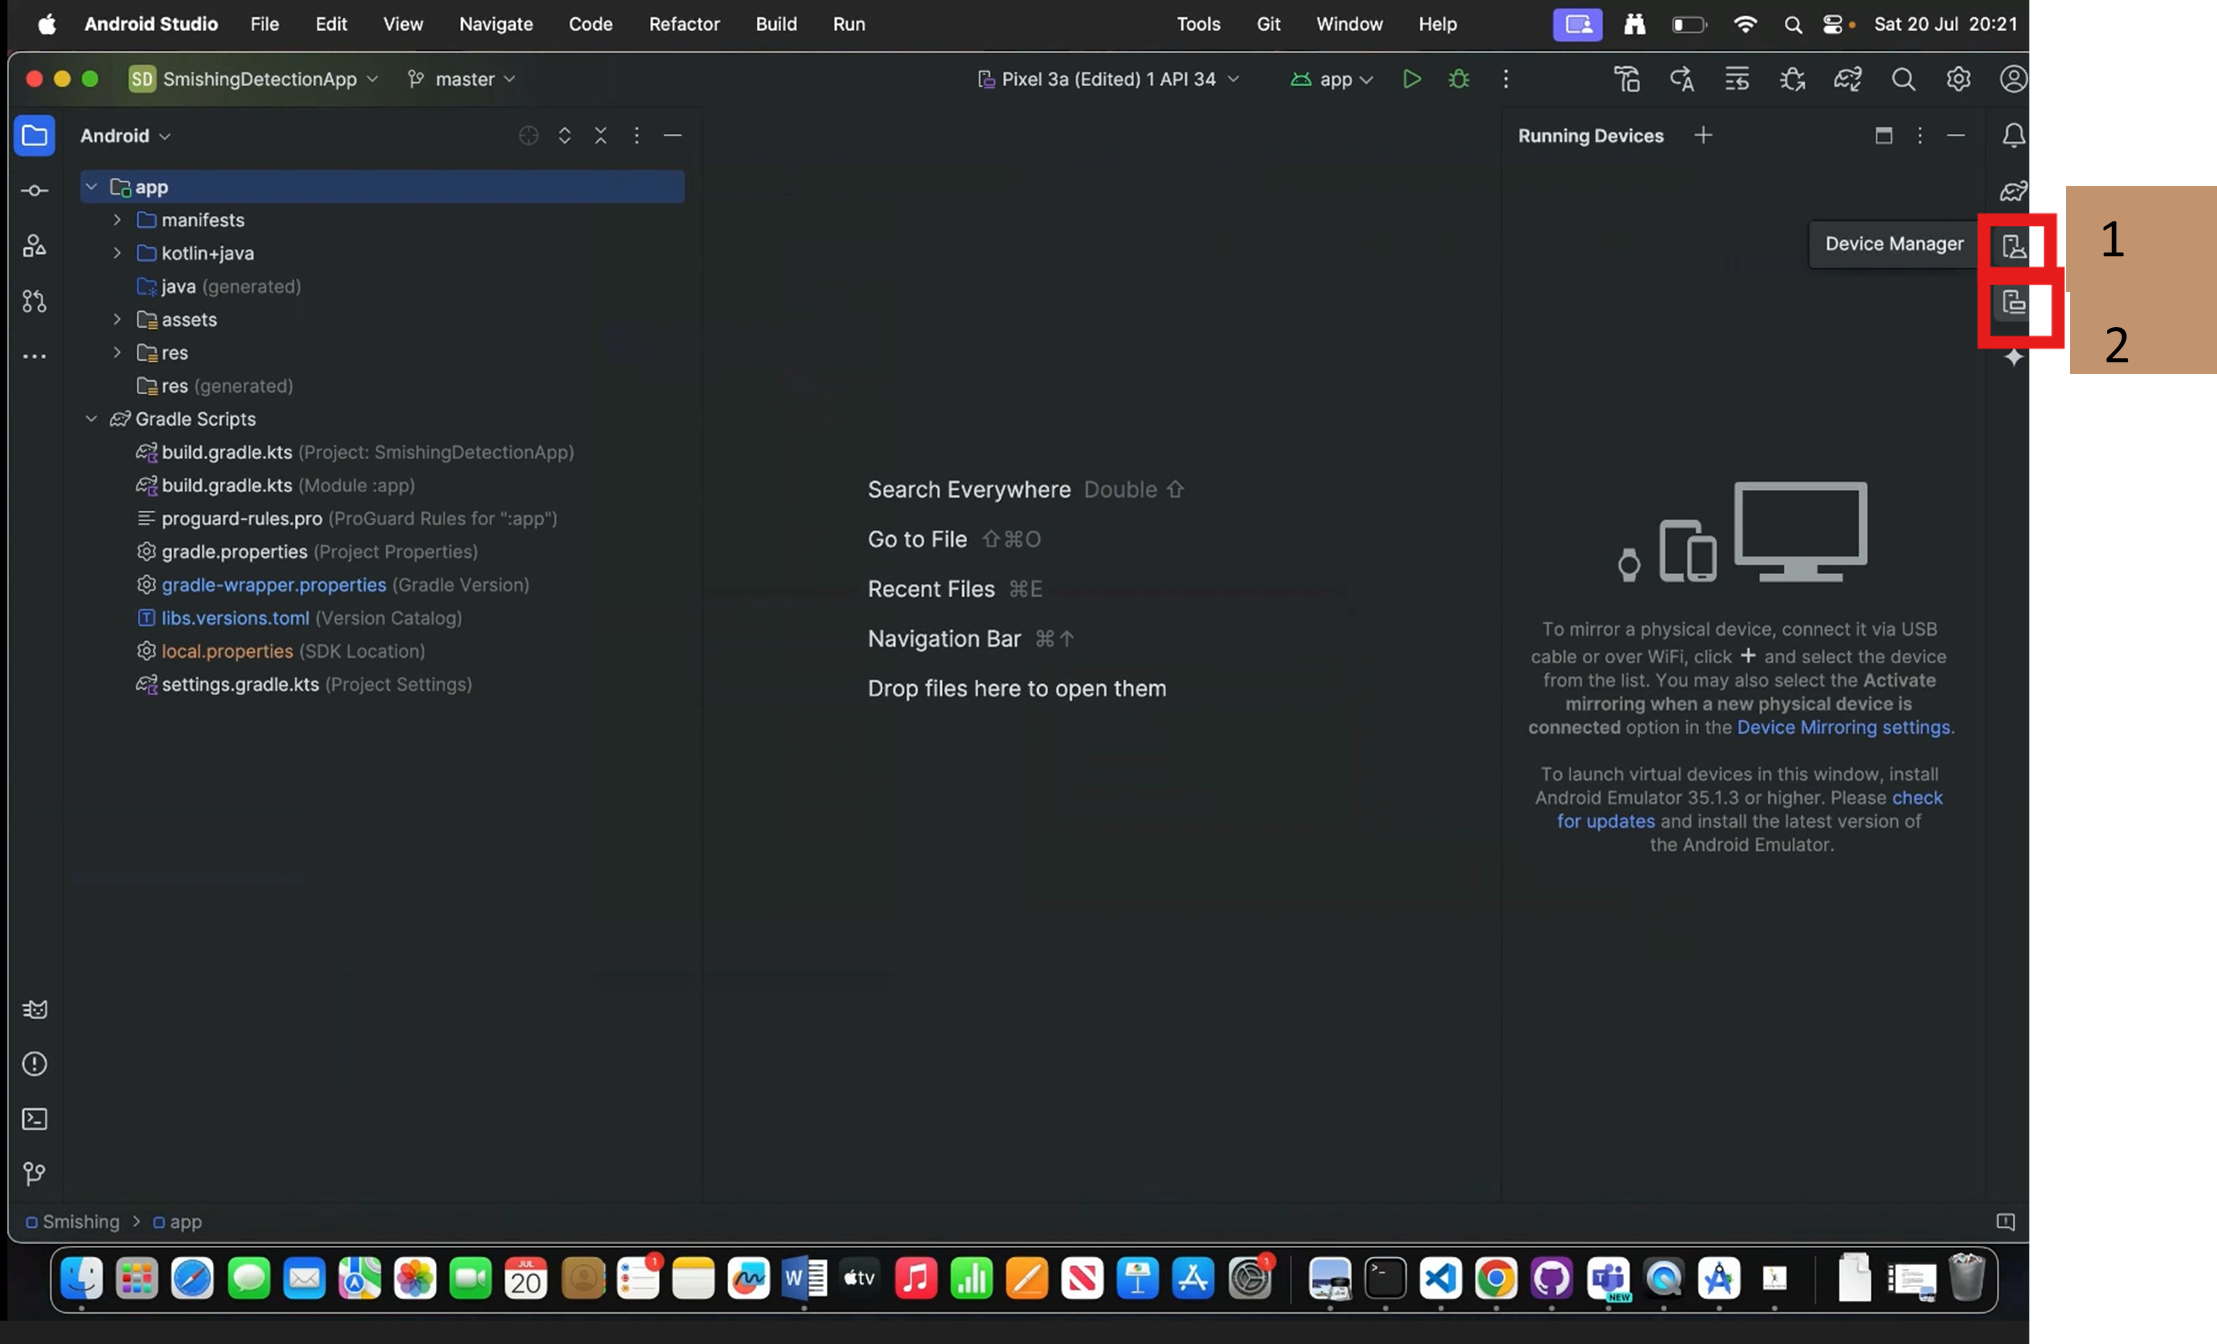 Android Studio File Edit View Navigate Code Refactor Build Run Tools Git Window Help Sat 20 Jul 20:21
SD SmishingDetectionApp master Pixel 3a (Edited) 1 API 34 app
Android
app
manifests
kotlin+java
java (generated)
assets
res
res (generated)
Gradle Scripts
build.gradle.kts (Project: SmishingDetectionApp)
build.gradle.kts (Module :app)
proguard-rules.pro (ProGuard Rules for ":app")
gradle.properties (Project Properties)
gradle-wrapper.properties (Gradle Version)
libs.versions.toml (Version Catalog)
local.properties (SDK Location)
settings.gradle.kts (Project Settings)
Search Everywhere Double ⇧
Go to File ⇧⌘O
Recent Files ⌘E
Navigation Bar ⌘↑
Drop files here to open them
Running Devices
Device Manager
1
2
To mirror a physical device, connect it via USB
cable or over WiFi, click + and select the device
from the list. You may also select the Activate
mirroring when a new physical device is
connected option in the Device Mirroring settings.
To launch virtual devices in this window, install
Android Emulator 35.1.3 or higher. Please check
for updates and install the latest version of
the Android Emulator.
Smishing > app
JUL
20
1
W
tv
1
NEW